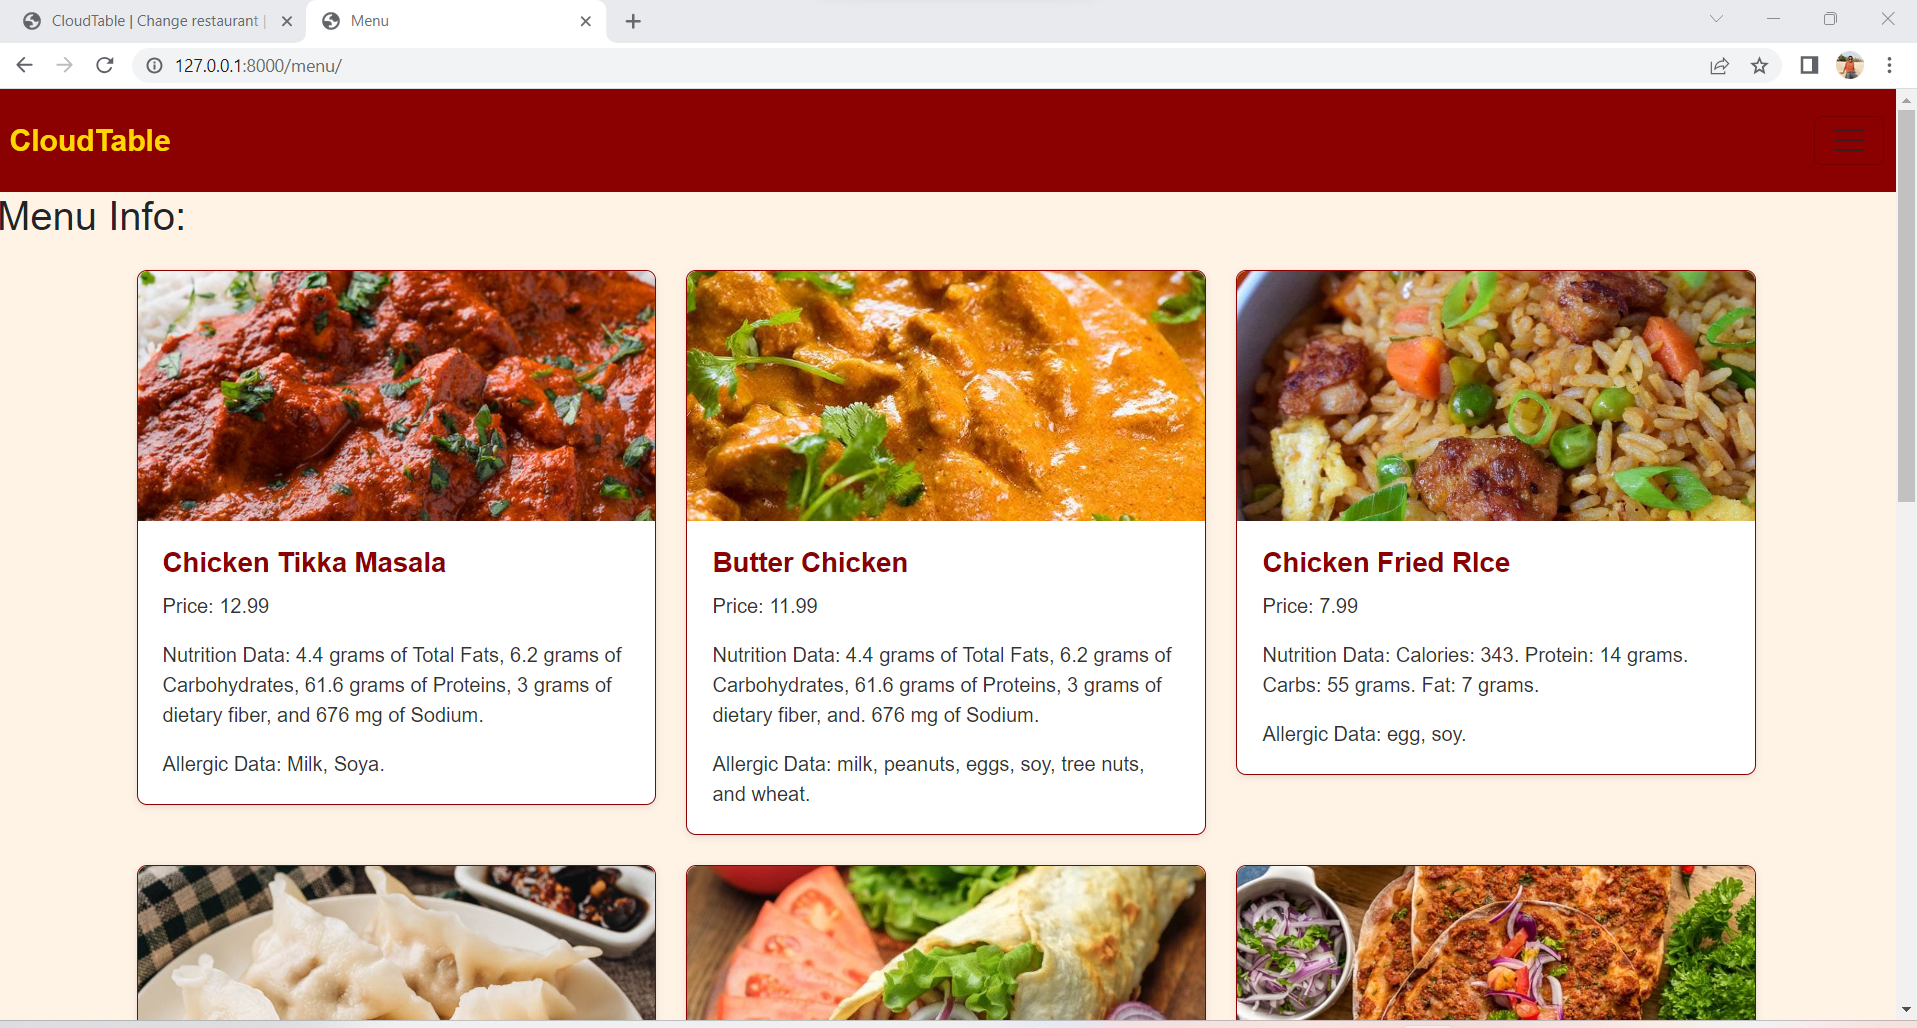 CloudTable | Change restaurant |
Menu
127.0.0.1:8000/menu/
CloudTable
Menu Info:
Chicken Tikka Masala
Price: 12.99
Nutrition Data: 4.4 grams of Total Fats, 6.2 grams of
Carbohydrates, 61.6 grams of Proteins, 3 grams of
dietary fiber, and 676 mg of Sodium.
Allergic Data: Milk, Soya.
Butter Chicken
Price: 11.99
Nutrition Data: 4.4 grams of Total Fats, 6.2 grams of
Carbohydrates, 61.6 grams of Proteins, 3 grams of
dietary fiber, and. 676 mg of Sodium.
Allergic Data: milk, peanuts, eggs, soy, tree nuts,
and wheat.
Chicken Fried RIce
Price: 7.99
Nutrition Data: Calories: 343. Protein: 14 grams.
Carbs: 55 grams. Fat: 7 grams.
Allergic Data: egg, soy.